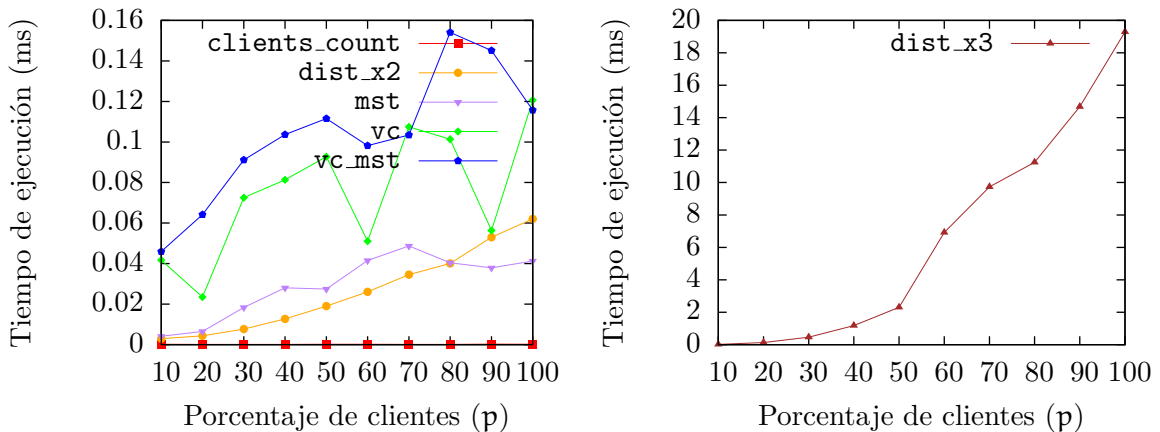 Tiempo de ejecución (ms)
0.16
0.14
0.12
0.1
0.08
0.06
0.04
0.02
0
clients_count
dist_x2
mst
vc
vc_mst
10 20 30 40 50 60 70 80 90 100
Porcentaje de clientes (p)
Tiempo de ejecución (ms)
20
18
16
14
12
10
8
6
4
2
0
dist_x3
10 20 30 40 50 60 70 80 90 100
Porcentaje de clientes (p)